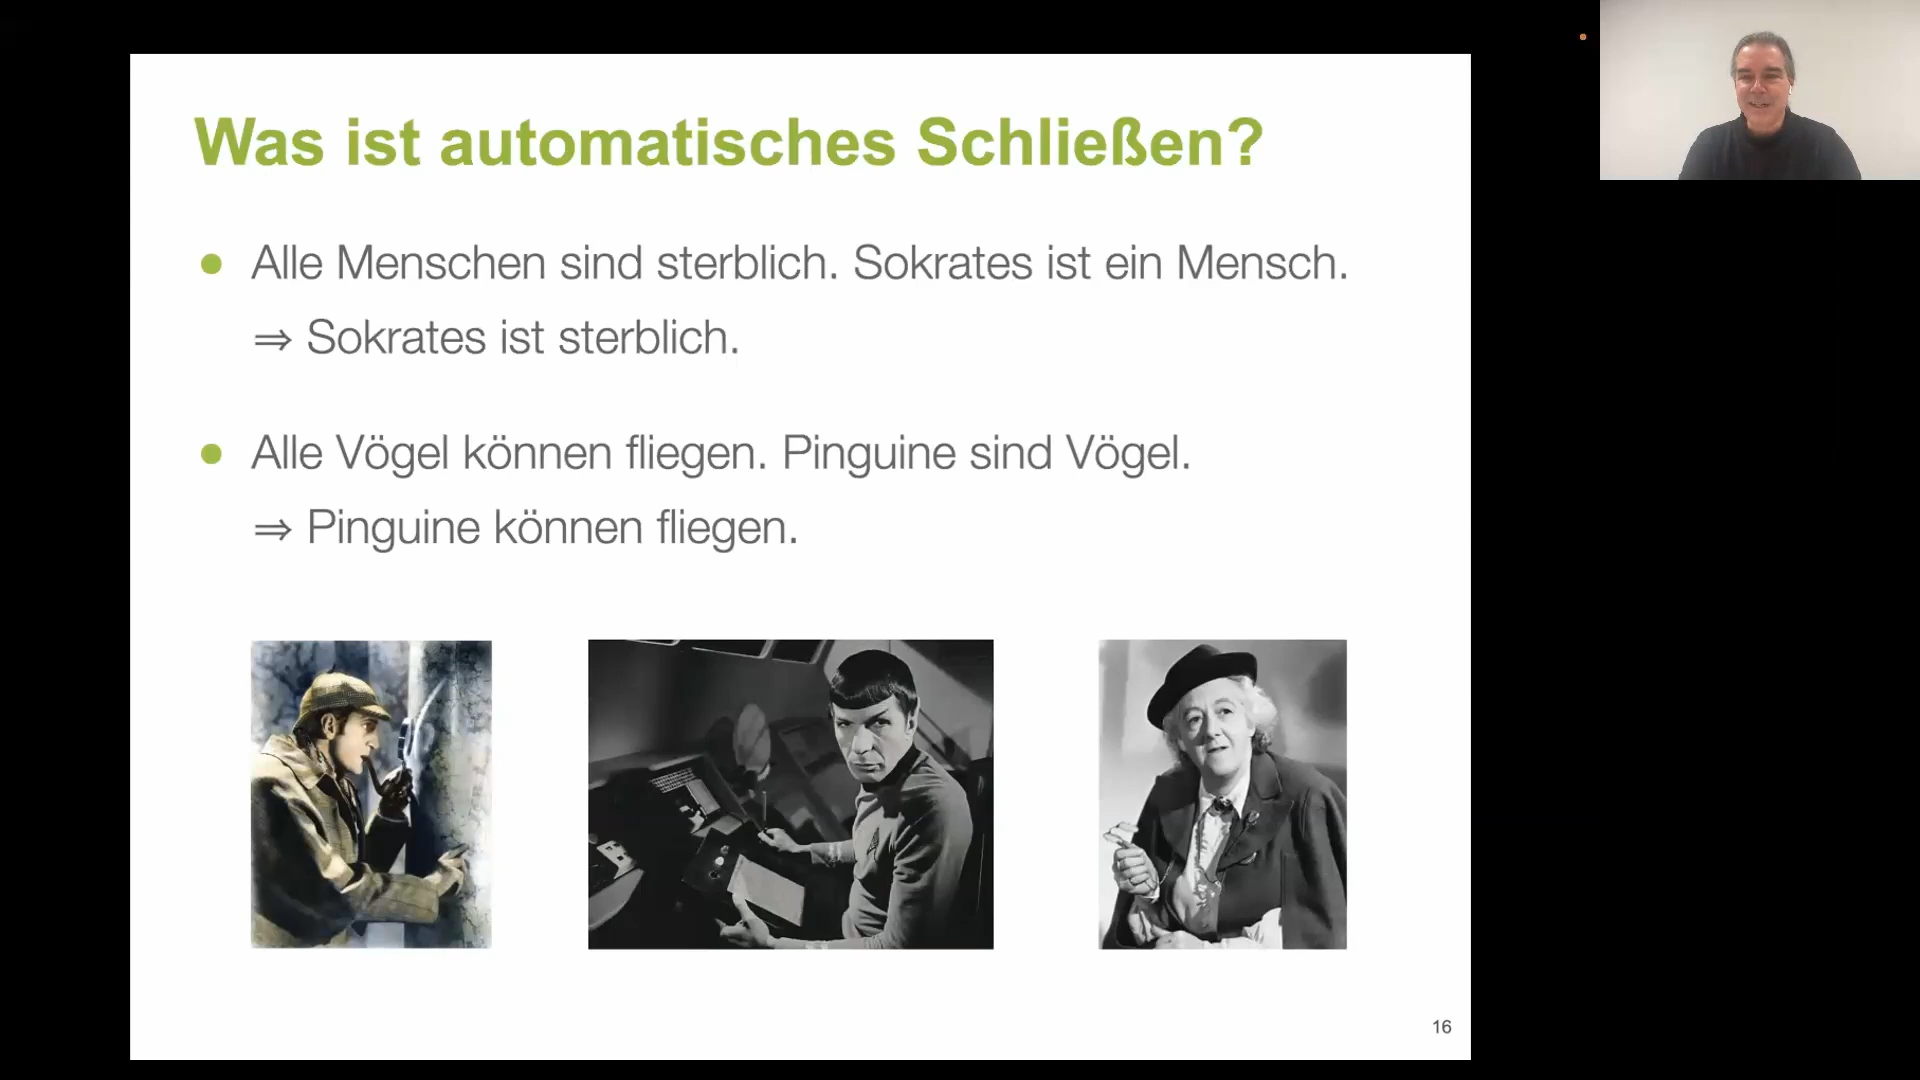 Was ist automatisches Schließen?
Alle Menschen sind sterblich. Sokrates ist ein Mensch.
⇒ Sokrates ist sterblich.
Alle Vögel können fliegen. Pinguine sind Vögel.
⇒ Pinguine können fliegen.
16